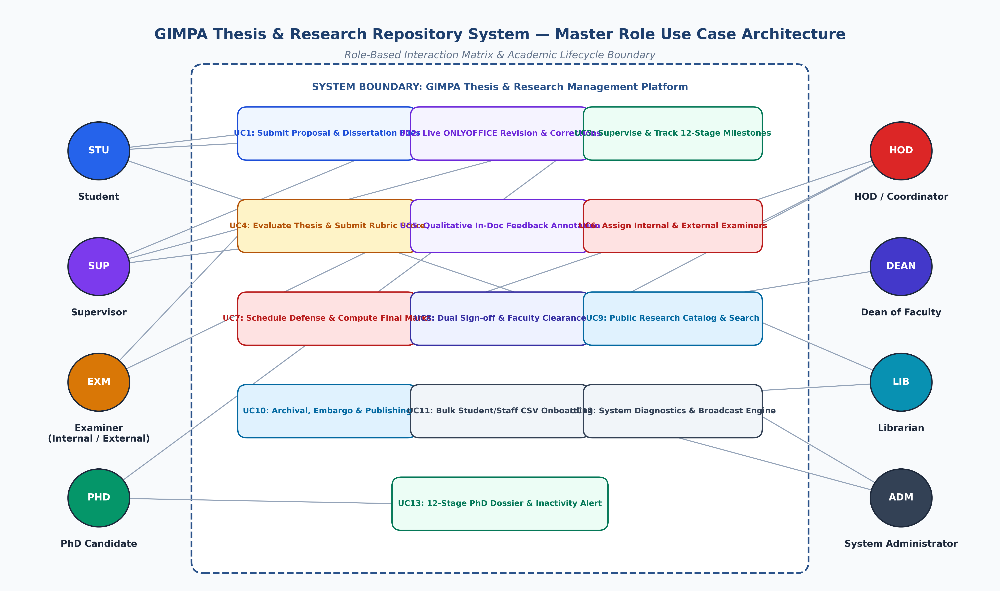 GIMPA Thesis & Research Repository System — Master Role Use Case Architecture
Role-Based Interaction Matrix & Academic Lifecycle Boundary
SYSTEM BOUNDARY: GIMPA Thesis & Research Management Platform
UC1: Submit Proposal & Dissertation Files
UC2: Live ONLYOFFICE Revision & Corrections
UC3: Supervise & Track 12-Stage Milestones
STU
Student
HOD
HOD / Coordinator
UC4: Evaluate Thesis & Submit Rubric Score
UC5: Qualitative In-Doc Feedback Annotation
UC6: Assign Internal & External Examiners
SUP
Supervisor
DEAN
Dean of Faculty
UC7: Schedule Defense & Compute Final Marks
UC8: Dual Sign-off & Faculty Clearance
UC9: Public Research Catalog & Search
EXM
Examiner
(Internal / External)
LIB
Librarian
UC10: Archival, Embargo & Publishing
UC11: Bulk Student/Staff CSV Onboarding
UC12: System Diagnostics & Broadcast Engine
PHD
PhD Candidate
UC13: 12-Stage PhD Dossier & Inactivity Alert
ADM
System Administrator